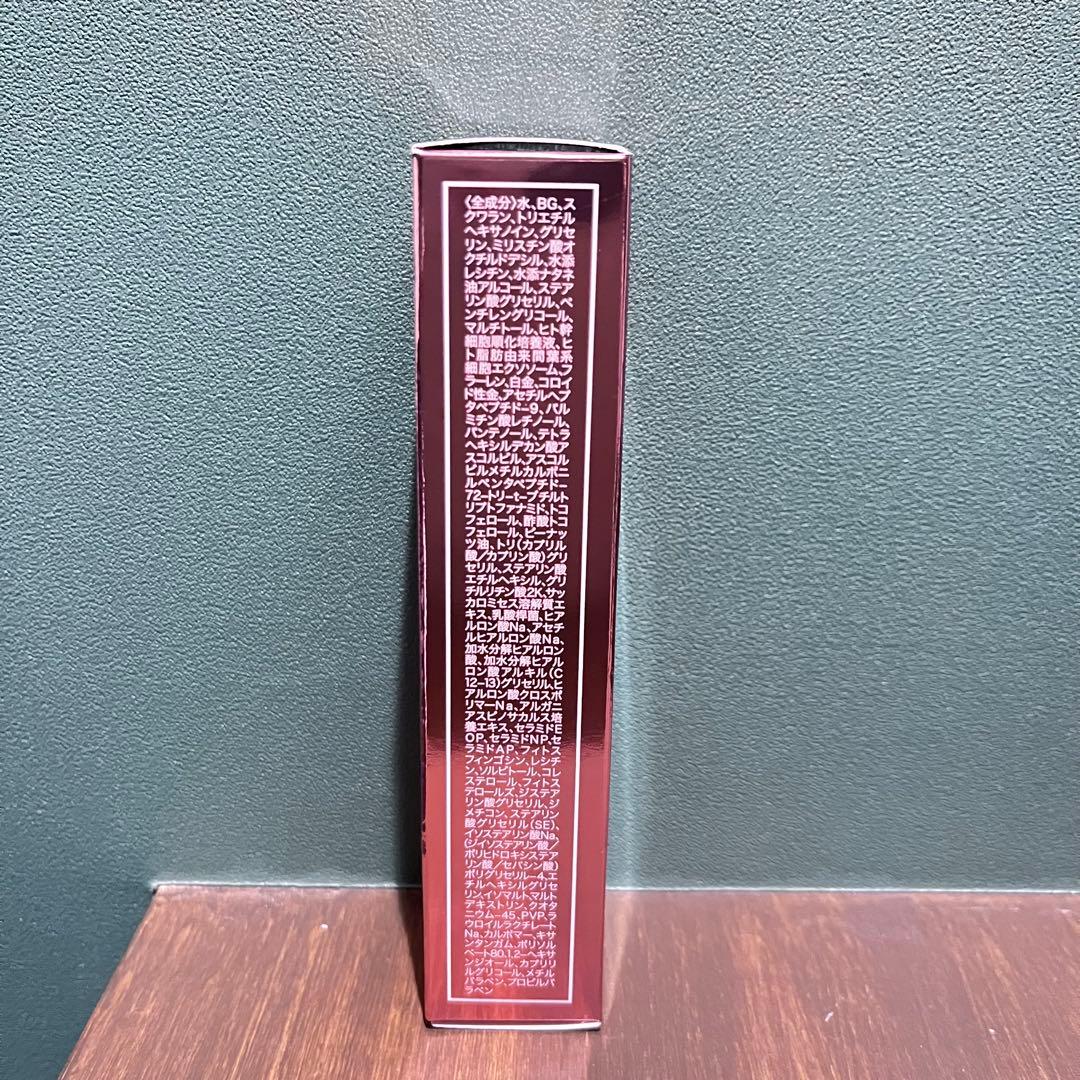 《全成分》水、BG、ス
クワラン、トリエチル
ヘキサノイン、グリセ
リン、ミリスチン酸オ
クチルドデシル、水添
レシチン、水添ナタネ
油アルコール、ステア
リン酸グリセリル、ペ
ンチレングリコール、
マルチトール、ヒト幹
細胞順化培養液、ヒ
ト脂肪由来間葉系
細胞エクソソーム、フ
ラーレン、白金、コロイ
ド性金、アセチルヘプ
タペプチド-9、パル
ミチン酸レチノール、
パンテノール、テトラ
ヘキシルデカン酸ア
スコルビル、アスコル
ビルメチルカルボニ
ルペンタペプチド-
72-トリ-t-ブチルト
リプトファナミド、トコ
フェロール、酢酸トコ
フェロール、ピーナッ
ツ油、トリ(カプリル
酸/カプリン酸)グリ
セリル、ステアリン酸
エチルヘキシル、グリ
チルリチン酸2K、サッ
カロミセス溶解質エ
キス、乳酸桿菌、ヒア
ルロン酸Na、アセチ
ルヒアルロン酸Na、
加水分解ヒアルロン
酸、加水分解ヒアル
ロン酸アルキル(C
12-13)グリセリル、ヒ
アルロン酸クロスポ
リマーNa、アルガニ
アスピノサカルス培
養エキス、セラミドE
OP、セラミドNP、セ
ラミドAP、フィトス
フィンゴシン、レシチ
ン、ソルビトール、コレ
ステロール、フィトス
テロールズ、ジステア
リン酸グリセリル、ジ
メチコン、ステアリン
酸グリセリル(SE)、
イソステアリン酸Na、
(ジイソステアリン酸/
ポリヒドロキシステア
リン酸/セバシン酸)
ポリグリセリル-4、エ
チルヘキシルグリセ
リン、イソマルト、マルト
デキストリン、クオタ
ニウム-45、PVP、ラ
ウロイルラクチレート
Na、カルボマー、キサ
ンタンガム、ポリソル
ベート80、1,2-ヘキサ
ンジオール、カプリリ
ルグリコール、メチル
パラベン、プロピルパ
ラベン